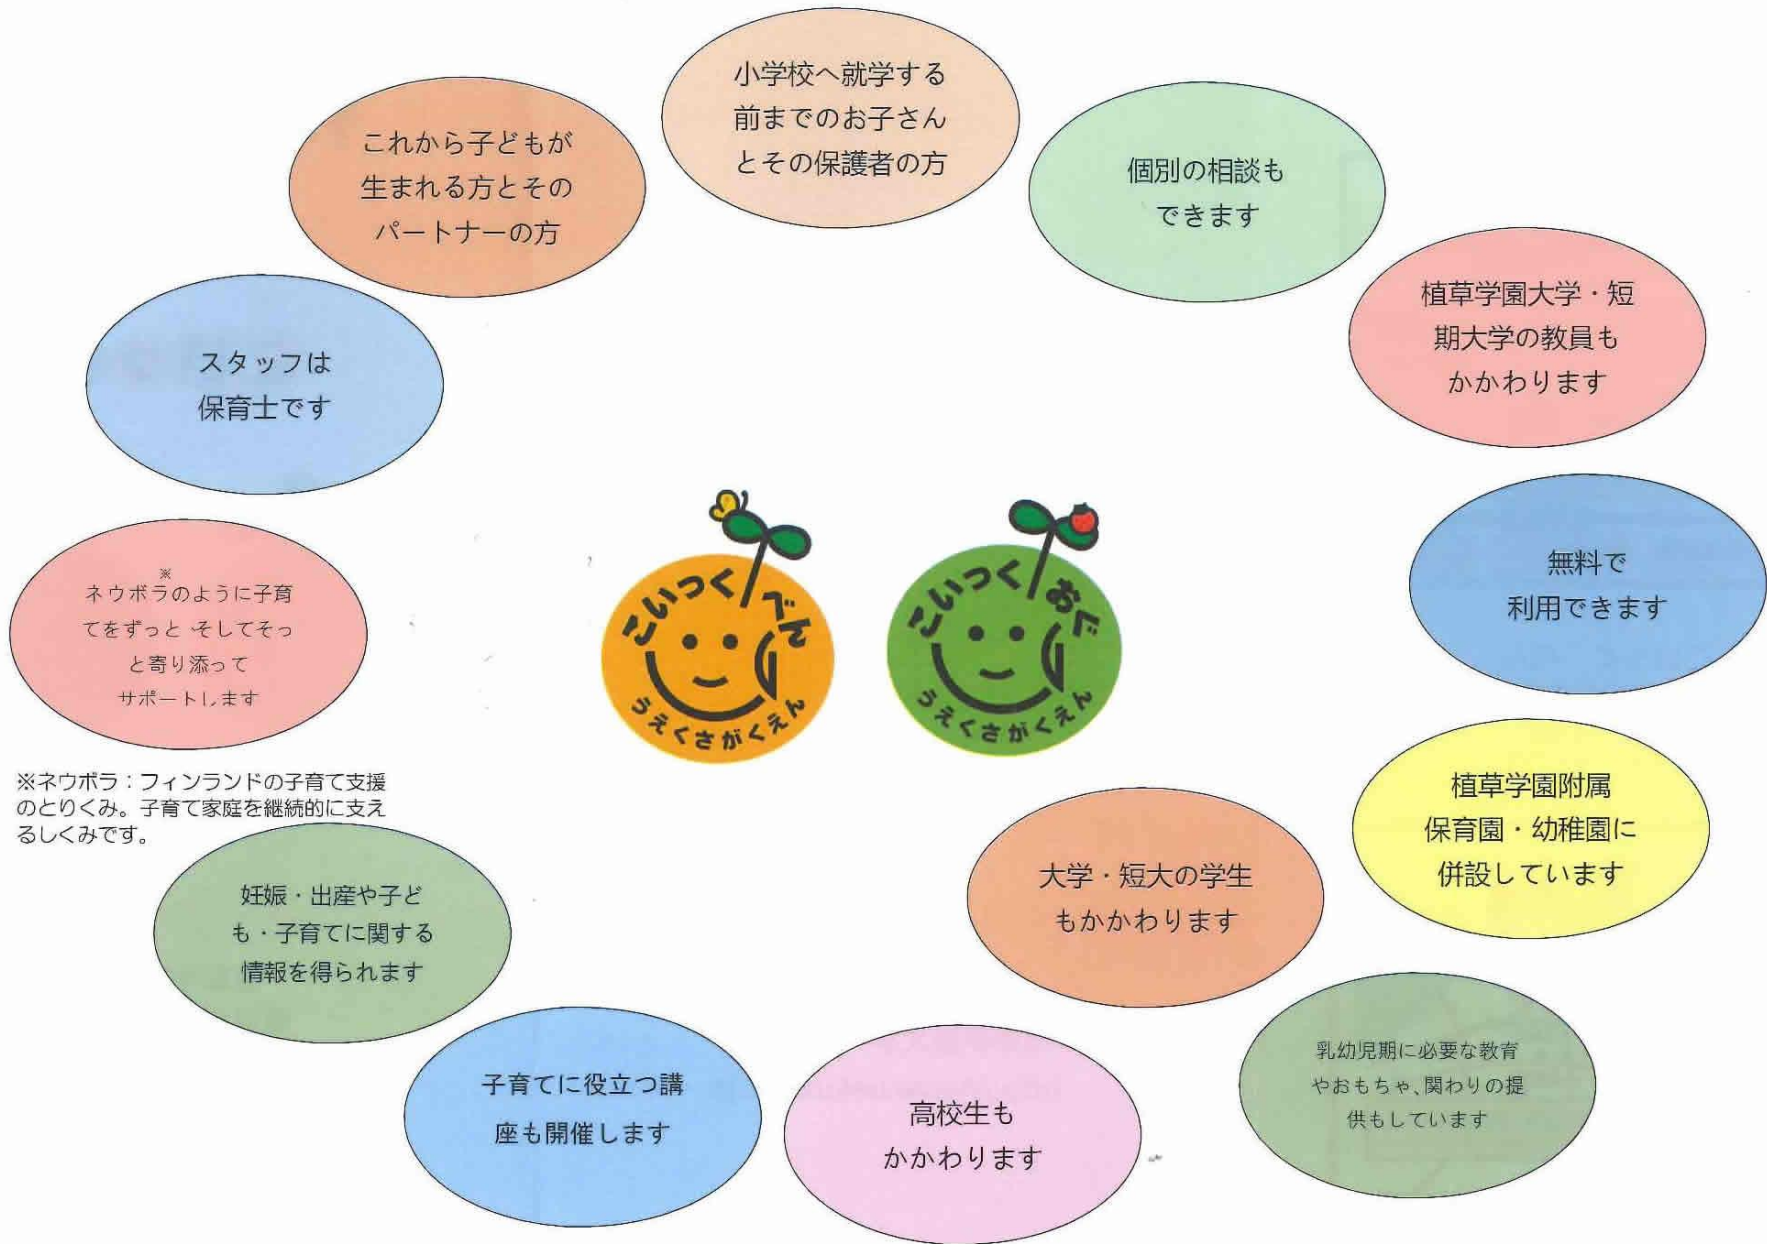 小学校へ就学する
前までのお子さん
とその保護者の方
これから子どもが
生まれる方とその
パートナーの方
個別の相談も
できます
植草学園大学・短
期大学の教員も
かかわります
スタッフは
保育士です
無料で
利用できます
※
ネウボラのように子育
てをずっと そしてそっ
と寄り添って
サポートします
こいっく べん
うえくさがくえん
こいっく おぐ
うえくさがくえん
※ネウボラ：フィンランドの子育て支援
のとりくみ。子育て家庭を継続的に支え
るしくみです。
植草学園附属
保育園・幼稚園に
併設しています
大学・短大の学生
もかかわります
妊娠・出産や子ど
も・子育てに関する
情報を得られます
乳幼児期に必要な教育
やおもちゃ、関わりの提
供もしています
子育てに役立つ講
座も開催します
高校生も
かかわります